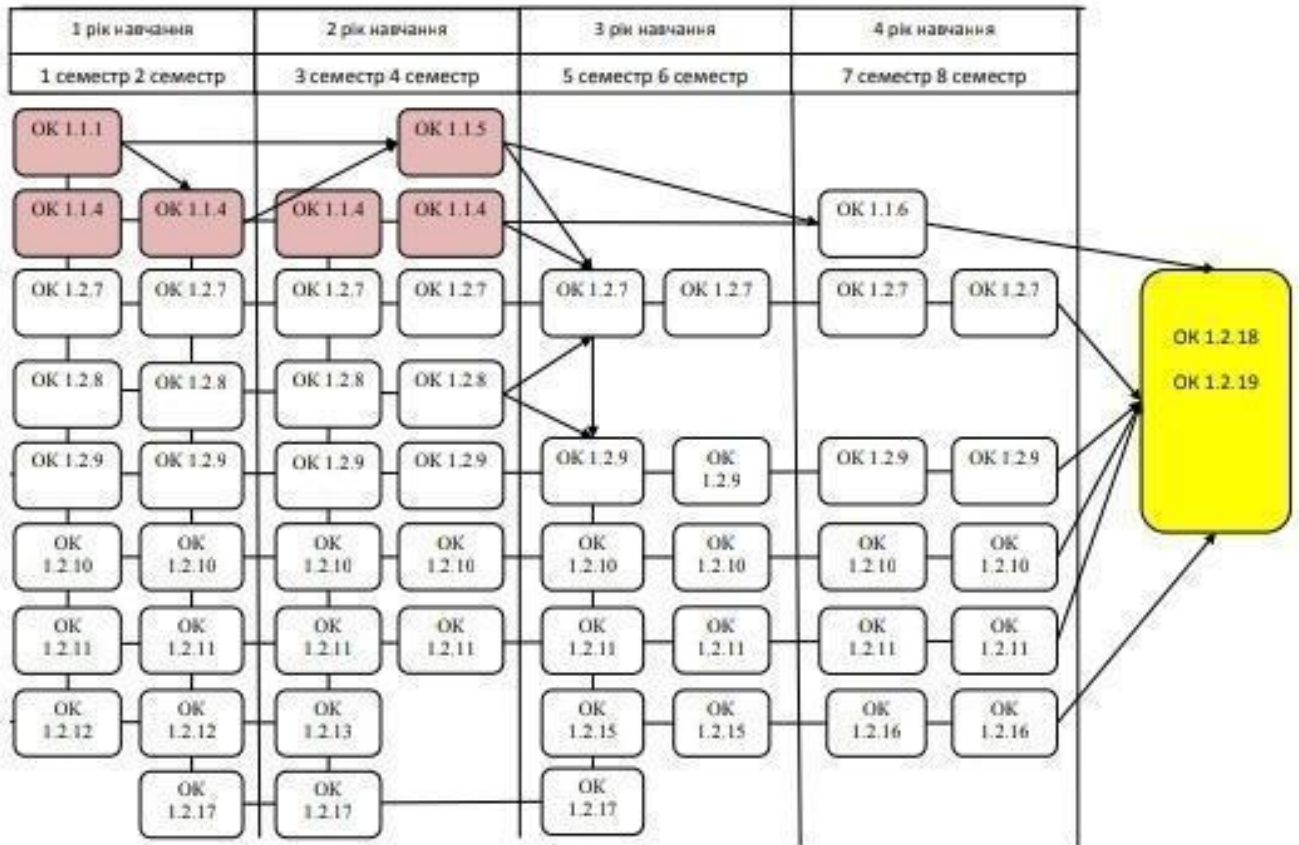 1 рік навчання 2 рік навчання 3 рік навчання 4 рік навчання
1 семестр 2 семестр 3 семестр 4 семестр 5 семестр 6 семестр 7 семестр 8 семестр
ОК 1.1.1 ОК 1.1.5
ОК 1.1.4 ОК 1.1.4 ОК 1.1.4 ОК 1.1.4 ОК 1.1.6
ОК 1.2.7 ОК 1.2.7 ОК 1.2.7 ОК 1.2.7 ОК 1.2.7 ОК 1.2.7 ОК 1.2.7 ОК 1.2.7
ОК 1.2.18
ОК 1.2.19
ОК 1.2.8 ОК 1.2.8 ОК 1.2.8 ОК 1.2.8
ОК 1.2.9 ОК 1.2.9 ОК 1.2.9 ОК 1.2.9 ОК 1.2.9 ОК ОК 1.2.9 ОК 1.2.9
1.2.9
ОК ОК ОК ОК ОК ОК ОК ОК
1.2.10 1.2.10 1.2.10 1.2.10 1.2.10 1.2.10 1.2.10 1.2.10
ОК ОК ОК ОК ОК ОК ОК ОК
1.2.11 1.2.11 1.2.11 1.2.11 1.2.11 1.2.11 1.2.11 1.2.11
ОК ОК ОК ОК ОК ОК ОК
1.2.12 1.2.12 1.2.13 1.2.15 1.2.15 1.2.16 1.2.16
ОК ОК ОК
1.2.17 1.2.17 1.2.17